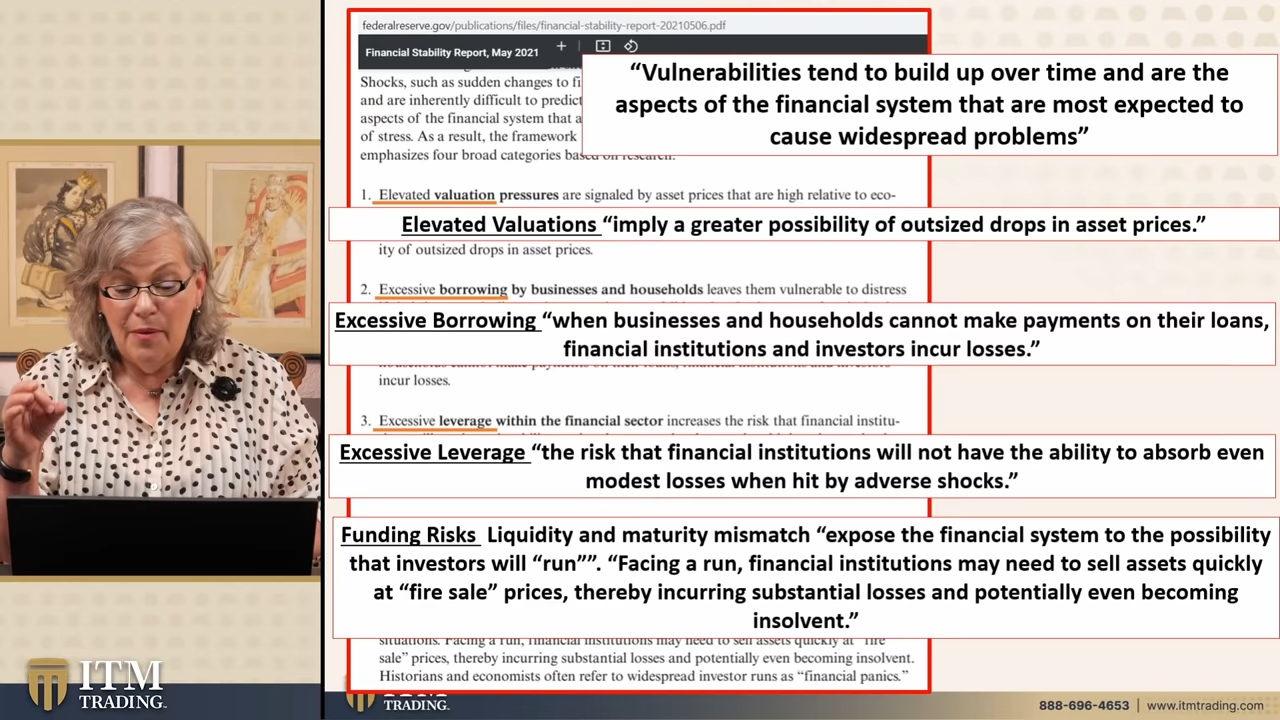 federalreserve.gov/publications/files/financial-stability-report-20210506.pdf
Financial Stability Report, May 2021
Shocks, such as sudden changes to fi
and are inherently difficult to predict
aspects of the financial system that a
of stress. As a result, the framework
emphasizes four broad categories based on research.
“Vulnerabilities tend to build up over time and are the
aspects of the financial system that are most expected to
cause widespread problems”
1. Elevated valuation pressures are signaled by asset prices that are high relative to eco-
Elevated Valuations “imply a greater possibility of outsized drops in asset prices.”
ity of outsized drops in asset prices.
2. Excessive borrowing by businesses and households leaves them vulnerable to distress
Excessive Borrowing “when businesses and households cannot make payments on their loans,
financial institutions and investors incur losses.”
households cannot make payments on their loans, financial institutions and investors
incur losses.
3. Excessive leverage within the financial sector increases the risk that financial institu-
Excessive Leverage “the risk that financial institutions will not have the ability to absorb even
modest losses when hit by adverse shocks.”
Funding Risks Liquidity and maturity mismatch “expose the financial system to the possibility
that investors will “run””. “Facing a run, financial institutions may need to sell assets quickly
at “fire sale” prices, thereby incurring substantial losses and potentially even becoming
insolvent.”
situations. Facing a run, financial institutions may need to sell assets quickly at “fire
sale” prices, thereby incurring substantial losses and potentially even becoming insolvent.
Historians and economists often refer to widespread investor runs as “financial panics.”
ITM
TRADING
TRADING
888-696-4653 | www.itmtrading.com